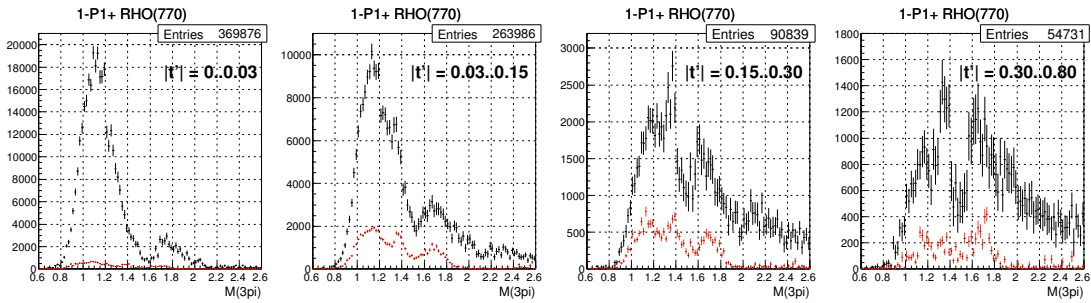 1-P1+ RHO(770)
Entries 369876
|t'| = 0..0.03
20000
18000
16000
14000
12000
10000
8000
6000
4000
2000
0
0.6 0.8 1 1.2 1.4 1.6 1.8 2 2.2 2.4 2.6
1-P1+ RHO(770)
Entries 263986
|t'| = 0.03..0.15
10000
8000
6000
4000
2000
0
0.6 0.8 1 1.2 1.4 1.6 1.8 2 2.2 2.4 2.6
1-P1+ RHO(770)
Entries 90839
|t'| = 0.15..0.30
3000
2500
2000
1500
1000
500
0
0.6 0.8 1 1.2 1.4 1.6 1.8 2 2.2 2.4 2.6
1-P1+ RHO(770)
Entries 54731
|t'| = 0.30..0.80
1800
1600
1400
1200
1000
800
600
400
200
0
0.6 0.8 1 1.2 1.4 1.6 1.8 2 2.2 2.4 2.6
M(3pi)
M(3pi)
M(3pi)
M(3pi)